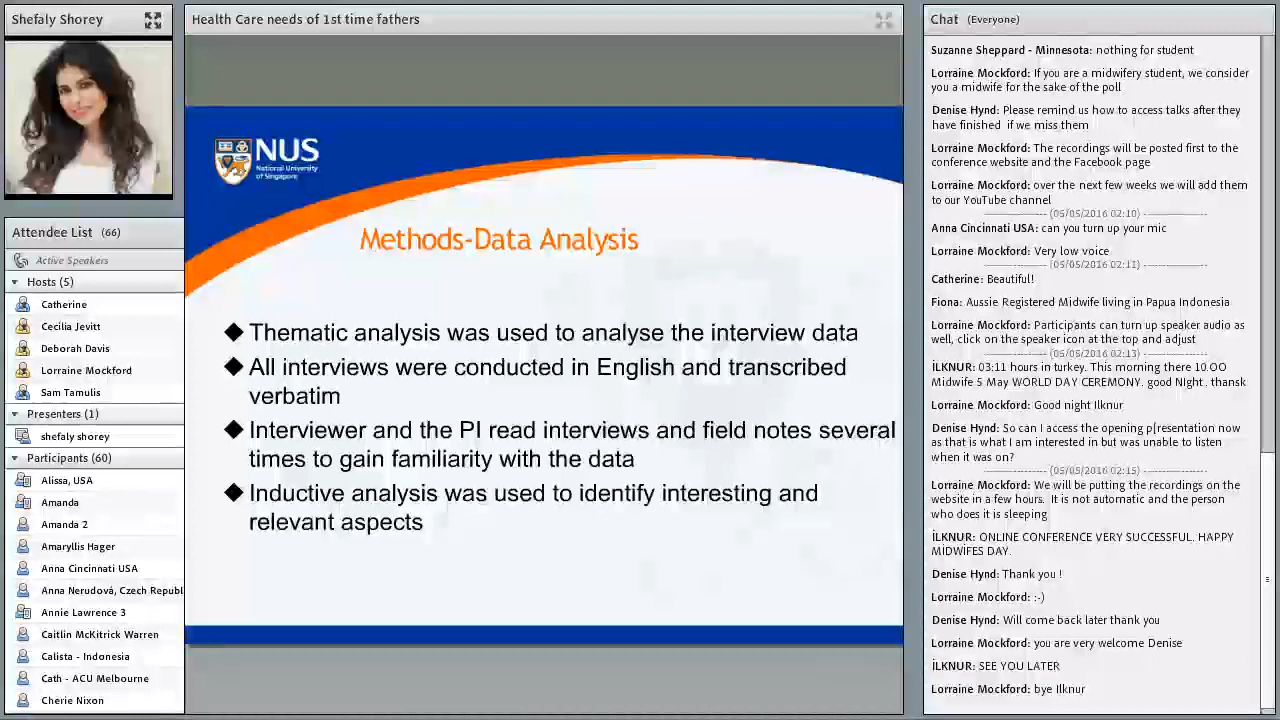 Shefaly Shorey
Attendee List (66)
Active Speakers
Hosts (5)
Catherine
Cecilia Jevitt
Deborah Davis
Lorraine Mockford
Sam Tamulis
Presenters (1)
shefaly shorey
Participants (60)
Alissa, USA
Amanda
Amanda 2
Amaryllis Hager
Anna Cincinnati USA
Anna Nerudová, Czech Republ
Annie Lawrence 3
Caitlin McKitrick Warren
Calista - Indonesia
Cath - ACU Melbourne
Cherie Nixon
Health Care needs of 1st time fathers
NUS
National University
of Singapore
Methods-Data Analysis
Thematic analysis was used to analyse the interview data
All interviews were conducted in English and transcribed
verbatim
Interviewer and the PI read interviews and field notes several
times to gain familiarity with the data
Inductive analysis was used to identify interesting and
relevant aspects
Chat (Everyone)
Suzanne Sheppard - Minnesota: nothing for student
Lorraine Mockford: If you are a midwifery student, we consider
you a midwife for the sake of the poll
Denise Hynd: Please remind us how to access talks after they
have finished if we miss them
Lorraine Mockford: The recordings will be posted first to the
conference website and the Facebook page
Lorraine Mockford: over the next few weeks we will add them
to our YouTube channel
------------------ (05/05/2016 02:10) ------------------
Anna Cincinnati USA: can you turn up your mic
Lorraine Mockford: Very low voice
------------------ (05/05/2016 02:11) ------------------
Catherine: Beautiful!
Fiona: Aussie Registered Midwife living in Papua Indonesia
Lorraine Mockford: Participants can turn up speaker audio as
well, click on the speaker icon at the top and adjust
------------------ (05/05/2016 02:13) ------------------
İLKNUR: 03:11 hours in turkey. This morning there 10.OO
Midwife 5 May WORLD DAY CEREMONY. good NIght. thansk
Lorraine Mockford: Good night Ilknur
Denise Hynd: So can I access the opening p[resentation now
as that is what I am interested in but was unable to listen
when it was on?
------------------ (05/05/2016 02:15) ------------------
Lorraine Mockford: We will be putting the recordings on the
website in a few hours. It is not automatic and the person
who does it is sleeping
İLKNUR: ONLINE CONFERENCE VERY SUCCESSFUL. HAPPY
MİDWİFES DAY.
Denise Hynd: Thank you !
Lorraine Mockford: :-)
Denise Hynd: Will come back later thank you
Lorraine Mockford: you are very welcome Denise
İLKNUR: SEE YOU LATER
Lorraine Mockford: bye Ilknur